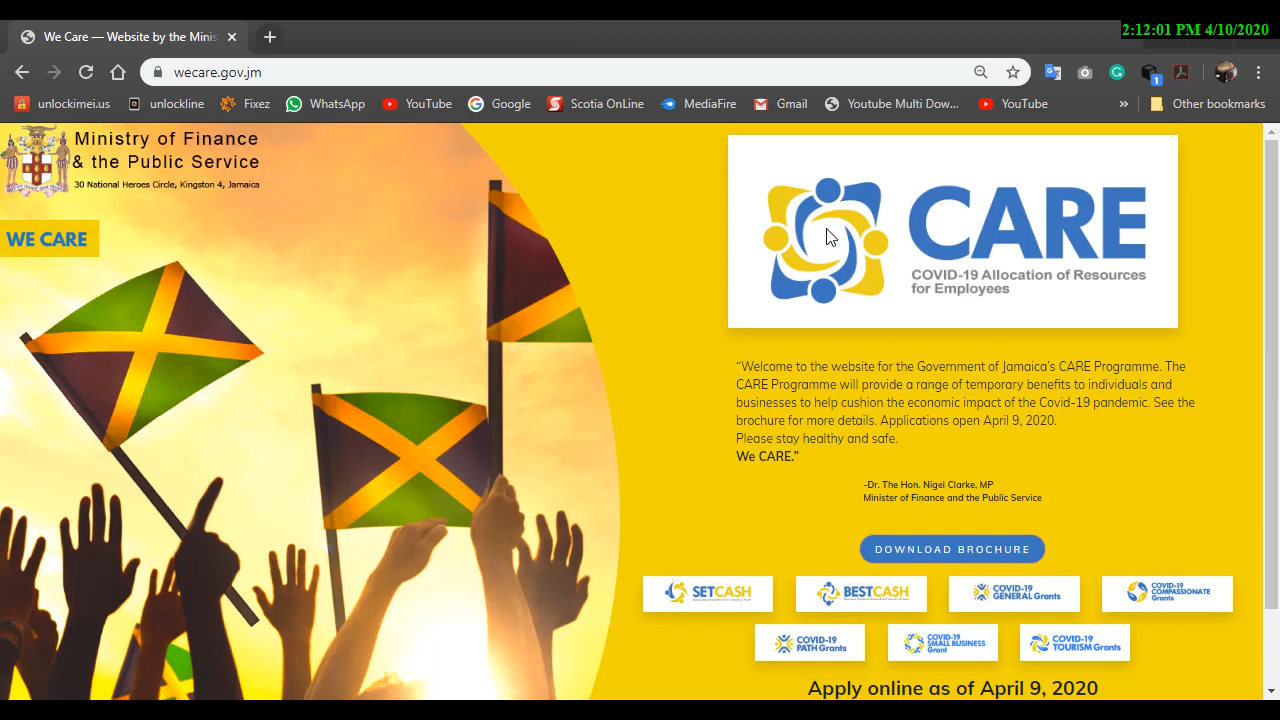 2:12:01 PM 4/10/2020
We Care — Website by the Minis
wecare.gov.jm
1
unlockimei.us
unlockline
Fixez
WhatsApp
YouTube
Google
Scotia OnLine
MediaFire
Gmail
Youtube Multi Dow...
YouTube
»
Other bookmarks
Ministry of Finance
& the Public Service
30 National Heroes Circle, Kingston 4, Jamaica
WE CARE
CARE
COVID-19 Allocation of Resources
for Employees
“Welcome to the website for the Government of Jamaica’s CARE Programme. The
CARE Programme will provide a range of temporary benefits to individuals and
businesses to help cushion the economic impact of the Covid-19 pandemic. See the
brochure for more details. Applications open April 9, 2020.
Please stay healthy and safe.
We CARE.”
-Dr. The Hon. Nigel Clarke, MP
Minister of Finance and the Public Service
DOWNLOAD BROCHURE
SETCASH
BESTCASH
COVID-19
GENERAL Grants
COVID-19
COMPASSIONATE
Grants
COVID-19
PATH Grants
COVID-19
SMALL BUSINESS
Grant
COVID-19
TOURISM Grants
Apply online as of April 9, 2020